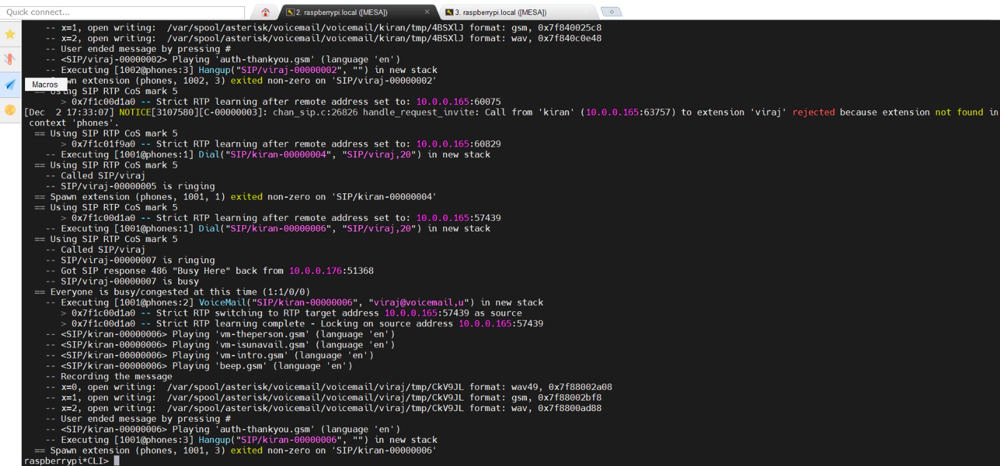 Quick connect...
2. raspberrypi.local ([MESA])
3. raspberrypi.local ([MESA])
-- x=1, open writing:  /var/spool/asterisk/voicemail/voicemail/kiran/tmp/4BSXlJ format: gsm, 0x7f840025c8
-- x=2, open writing:  /var/spool/asterisk/voicemail/voicemail/kiran/tmp/4BSXlJ format: wav, 0x7f840c0e48
-- User ended message by pressing #
-- <SIP/viraj-00000002> Playing 'auth-thankyou.gsm' (language 'en')
-- Executing [1002@phones:3] Hangup("SIP/viraj-00000002", "") in new stack
Macros
wn extension (phones, 1002, 3) exited non-zero on 'SIP/viraj-00000002'
== Using SIP RTP CoS mark 5
> 0x7f1c00d1a0 -- Strict RTP learning after remote address set to: 10.0.0.165:60075
[Dec  2 17:33:07] NOTICE[3107580][C-00000003]: chan_sip.c:26826 handle_request_invite: Call from 'kiran' (10.0.0.165:63757) to extension 'viraj' rejected because extension not found in
context 'phones'.
== Using SIP RTP CoS mark 5
> 0x7f1c01f9a0 -- Strict RTP learning after remote address set to: 10.0.0.165:60829
-- Executing [1001@phones:1] Dial("SIP/kiran-00000004", "SIP/viraj,20") in new stack
== Using SIP RTP CoS mark 5
-- Called SIP/viraj
-- SIP/viraj-00000005 is ringing
== Spawn extension (phones, 1001, 1) exited non-zero on 'SIP/kiran-00000004'
== Using SIP RTP CoS mark 5
> 0x7f1c00d1a0 -- Strict RTP learning after remote address set to: 10.0.0.165:57439
-- Executing [1001@phones:1] Dial("SIP/kiran-00000006", "SIP/viraj,20") in new stack
== Using SIP RTP CoS mark 5
-- Called SIP/viraj
-- SIP/viraj-00000007 is ringing
-- Got SIP response 486 "Busy Here" back from 10.0.0.176:51368
-- SIP/viraj-00000007 is busy
== Everyone is busy/congested at this time (1:1/0/0)
-- Executing [1001@phones:2] VoiceMail("SIP/kiran-00000006", "viraj@voicemail,u") in new stack
> 0x7f1c00d1a0 -- Strict RTP switching to RTP target address 10.0.0.165:57439 as source
> 0x7f1c00d1a0 -- Strict RTP learning complete - Locking on source address 10.0.0.165:57439
-- <SIP/kiran-00000006> Playing 'vm-theperson.gsm' (language 'en')
-- <SIP/kiran-00000006> Playing 'vm-isunavail.gsm' (language 'en')
-- <SIP/kiran-00000006> Playing 'vm-intro.gsm' (language 'en')
-- <SIP/kiran-00000006> Playing 'beep.gsm' (language 'en')
-- Recording the message
-- x=0, open writing:  /var/spool/asterisk/voicemail/voicemail/viraj/tmp/CkV9JL format: wav49, 0x7f88002a08
-- x=1, open writing:  /var/spool/asterisk/voicemail/voicemail/viraj/tmp/CkV9JL format: gsm, 0x7f88002bf8
-- x=2, open writing:  /var/spool/asterisk/voicemail/voicemail/viraj/tmp/CkV9JL format: wav, 0x7f8800ad88
-- User ended message by pressing #
-- <SIP/kiran-00000006> Playing 'auth-thankyou.gsm' (language 'en')
-- Executing [1001@phones:3] Hangup("SIP/kiran-00000006", "") in new stack
== Spawn extension (phones, 1001, 3) exited non-zero on 'SIP/kiran-00000006'
raspberrypi*CLI>